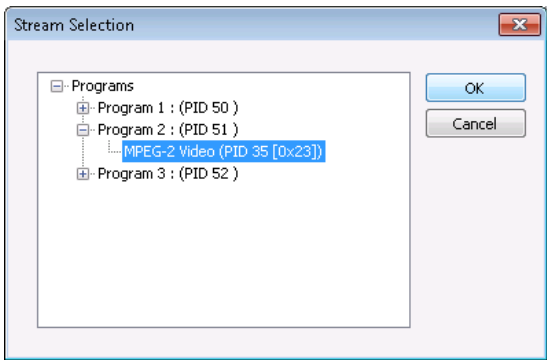 Stream Selection
Programs
Program 1 : (PID 50 )
Program 2 : (PID 51 )
MPEG-2 Video (PID 35 [0x23])
Program 3 : (PID 52 )
OK
Cancel